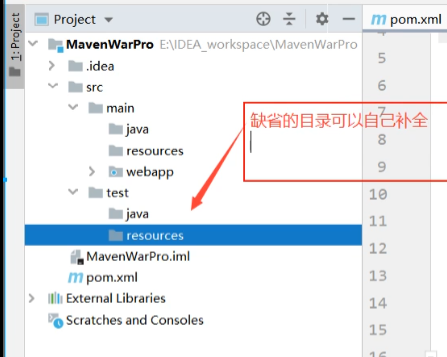 1: Project
Project
pom.xml
MavenWarPro E:\IDEA_workspace\MavenWarPro
.idea
src
main
java
resources
webapp
test
java
resources
MavenWarPro.iml
pom.xml
External Libraries
Scratches and Consoles
缺省的目录可以自己补全
4
5
6
7
8
9
10
11
12
13
14
15
16